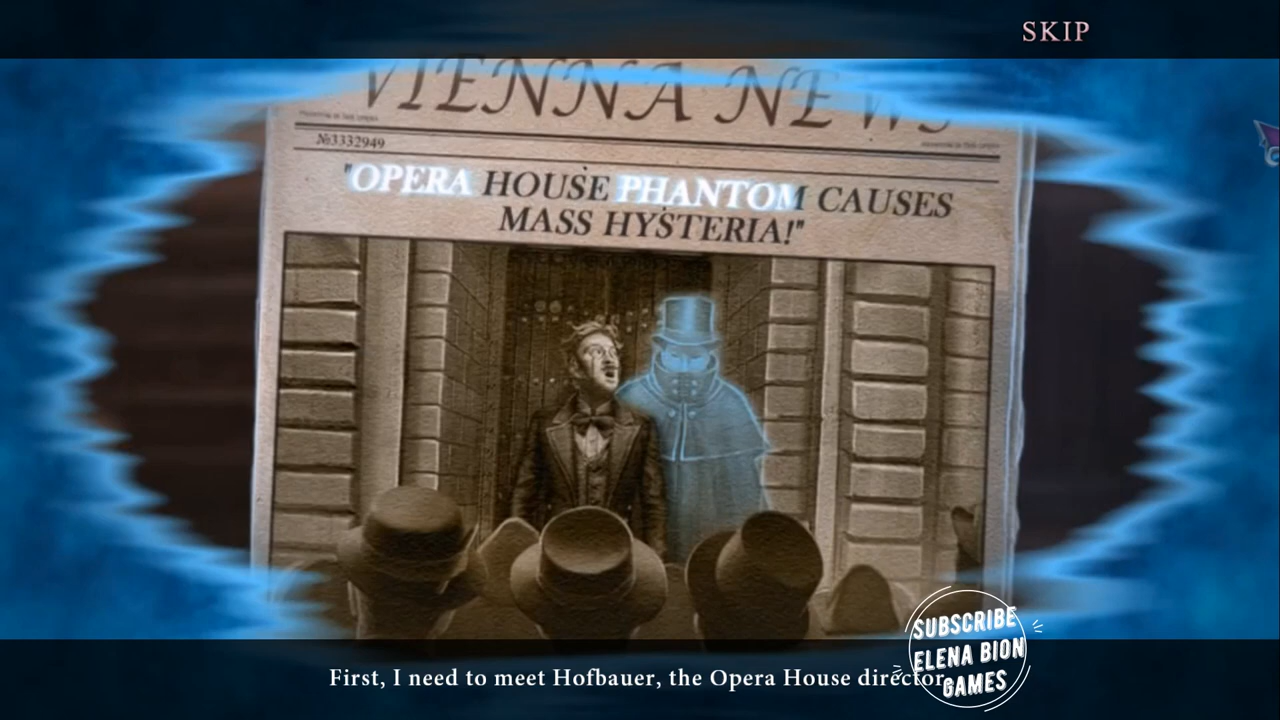 SKIP
VIENNA NEWS
№3332949
"OPERA HOUSE PHANTOM CAUSES
MASS HYSTERIA!"
First, I need to meet Hofbauer, the Opera House director.
SUBSCRIBE
ELENA BION
GAMES